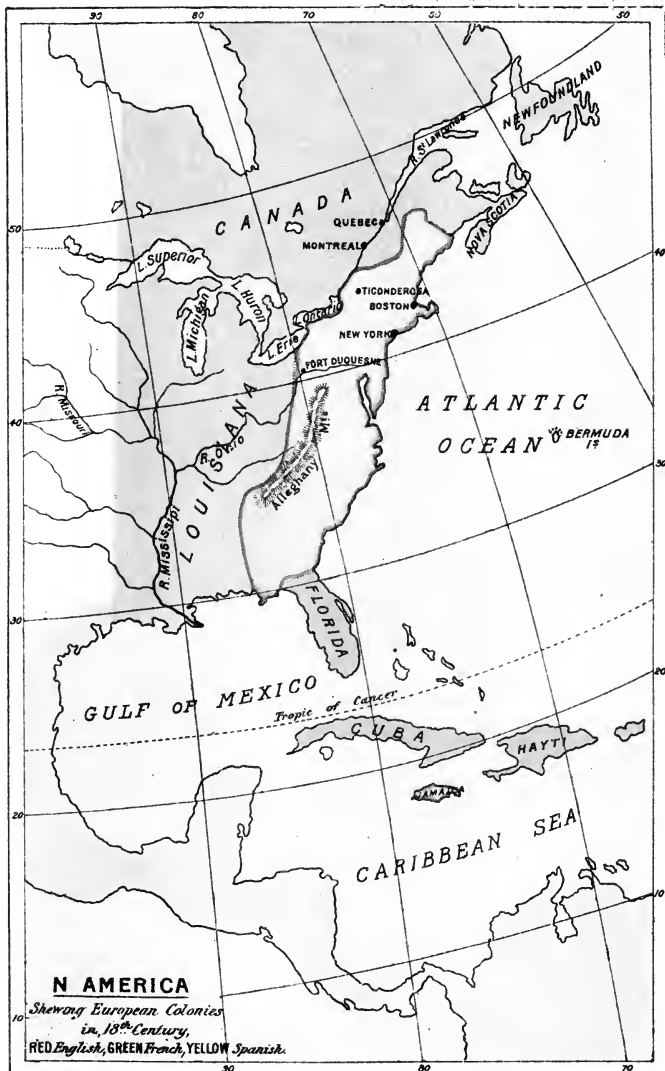 90
80
70
60
50
NEWFOUNDLAND
R. St Lawrence
CANADA
QUEBEC
NOVA SCOTIA
50
MONTREAL
40
L. Superior
L. Huron
TICONDEROGA
L. Michigan
L. Ontario
BOSTON
L. Erie
NEW YORK
FORT DUQUESNE
R. Missouri
40
ATLANTIC
OCEAN
BERMUDA
Is
R. Ohio
Alleghany Mts
30
LOUISIANA
R. Mississipi
30
FLORIDA
GULF OF MEXICO
Tropic of Cancer
20
CUBA
HAYTI
JAMAICA
20
CARIBBEAN SEA
10
N AMERICA
Shewing European Colonies
in 18th Century,
RED English, GREEN French, YELLOW Spanish.
10
90
80
70